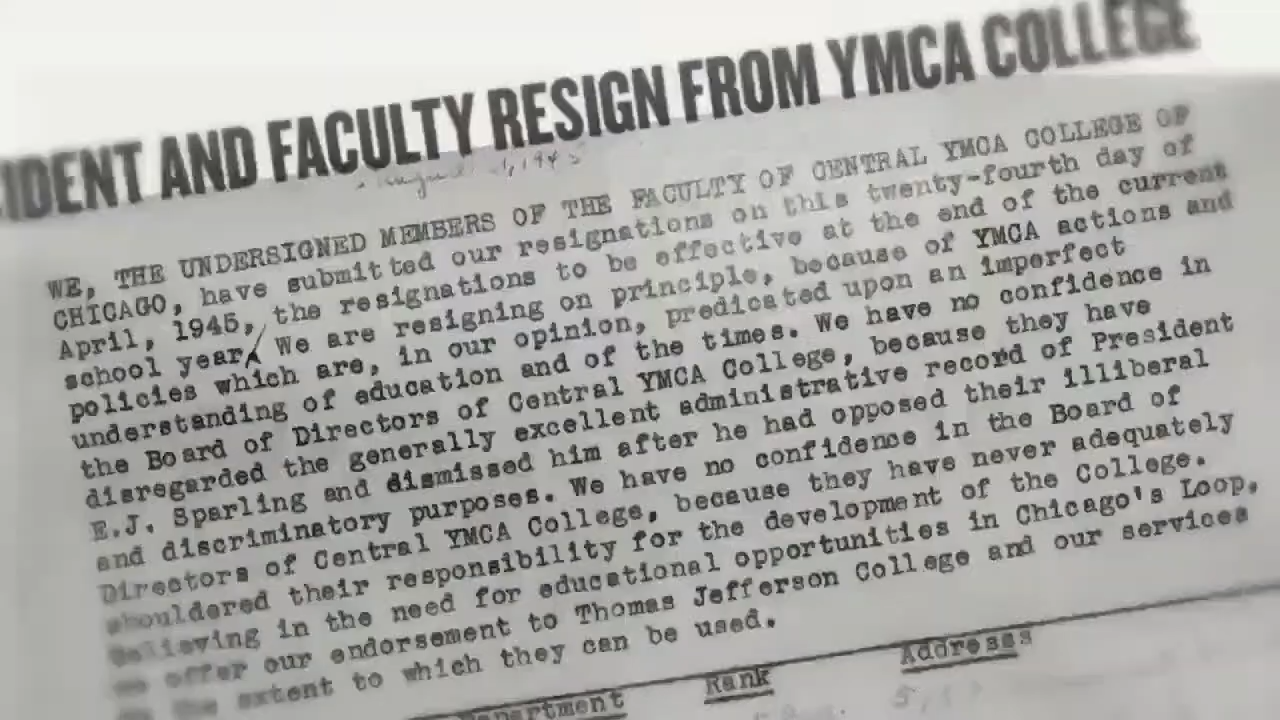 IDENT AND FACULTY RESIGN FROM YMCA COLLEGE
WE, THE UNDERSIGNED MEMBERS OF THE FACULTY OF CENTRAL YMCA COLLEGE OF
CHICAGO, have submitted our resignations on this twenty-fourth day of
April, 1945, the resignations to be effective at the end of the current
school year. We are resigning on principle, because of YMCA actions and
policies which are, in our opinion, predicated upon an imperfect
understanding of education and of the times. We have no confidence in
the Board of Directors of Central YMCA College, because they have
disregarded the generally excellent administrative record of President
E.J. Sparling and dismissed him after he had opposed their illiberal
and discriminatory purposes. We have no confidence in the Board of
Directors of Central YMCA College, because they have never adequately
shouldered their responsibility for the development of the College.
Believing in the need for educational opportunities in Chicago's Loop,
we offer our endorsement to Thomas Jefferson College and our services
the extent to which they can be used.
Department Rank Address